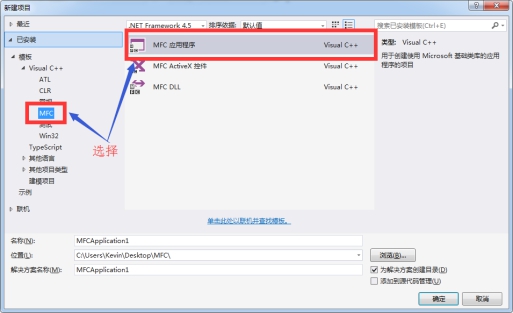 新建项目
最近
.NET Framework 4.5 排序依据: 默认值 搜索已安装模板(Ctrl+E)
已安装
模板
Visual C++
ATL
CLR
MFC
测试
Win32
TypeScript
其他语言
其他项目类型
建模项目
示例
联机
MFC 应用程序 Visual C++
MFC ActiveX 控件 Visual C++
MFC DLL Visual C++
选择
类型: Visual C++
用于创建使用 Microsoft 基础类库的应用程序的项目
单击此处以联机并查找模板。
名称(N): MFCApplication1
位置(L): C:\Users\Kevin\Desktop\MFC\ 浏览(B)...
解决方案名称(M): MFCApplication1 为解决方案创建目录(D)
添加到源代码管理(U)
确定 取消